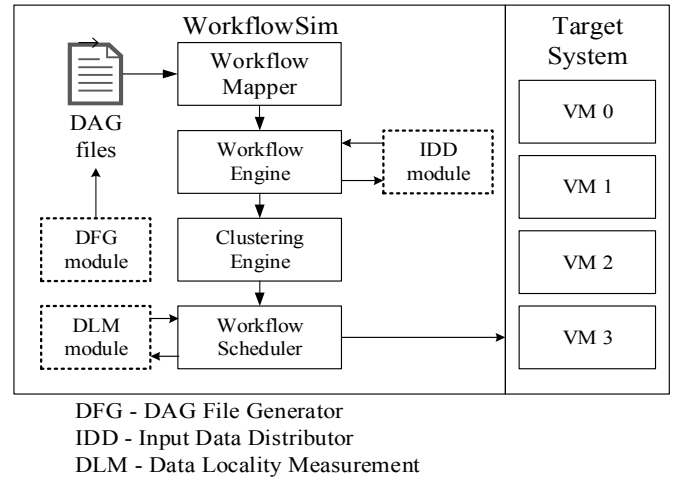 WorkflowSim
Target
System
Workflow
Mapper
DAG
files
Workflow
Engine
IDD
module
DFG
module
Clustering
Engine
DLM
module
Workflow
Scheduler
VM 0
VM 1
VM 2
VM 3
DFG - DAG File Generator
IDD - Input Data Distributor
DLM - Data Locality Measurement